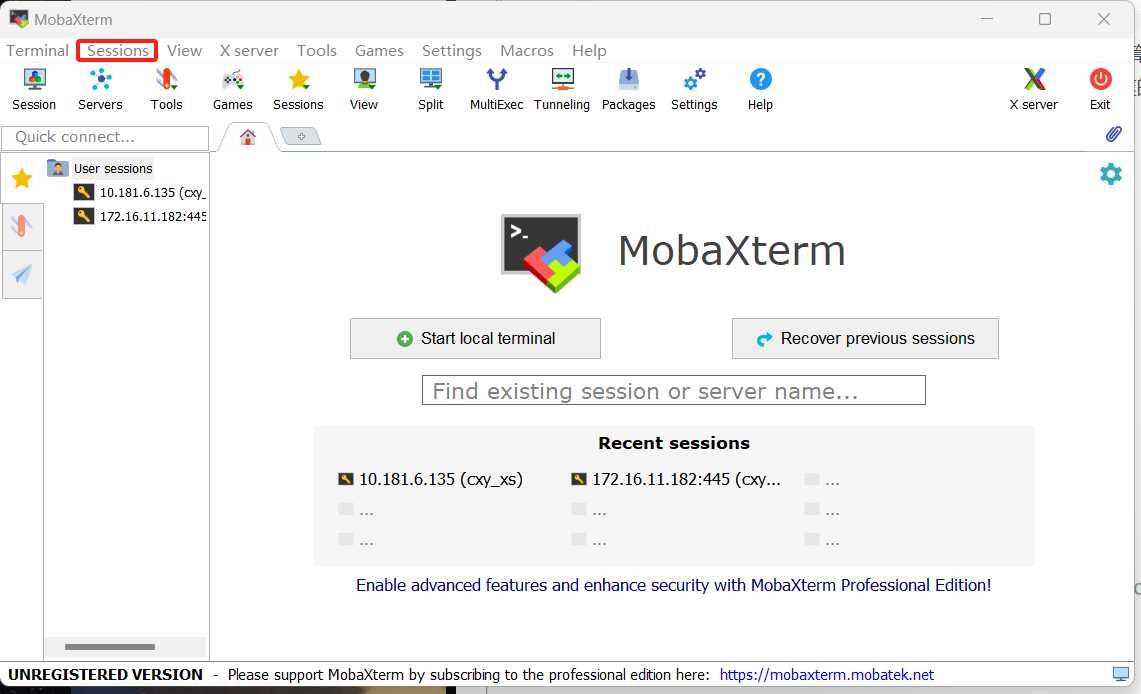 MobaXterm
Terminal Sessions View X server Tools Games Settings Macros Help
Session Servers Tools Games Sessions View Split MultiExec Tunneling Packages Settings Help X server Exit
Quick connect...
User sessions
10.181.6.135 (cxy_
172.16.11.182:445
>_
MobaXterm
Start local terminal Recover previous sessions
Find existing session or server name...
Recent sessions
10.181.6.135 (cxy_xs) 172.16.11.182:445 (cxy... ...
... ... ...
... ... ...
Enable advanced features and enhance security with MobaXterm Professional Edition!
UNREGISTERED VERSION - Please support MobaXterm by subscribing to the professional edition here: https://mobaxterm.mobatek.net